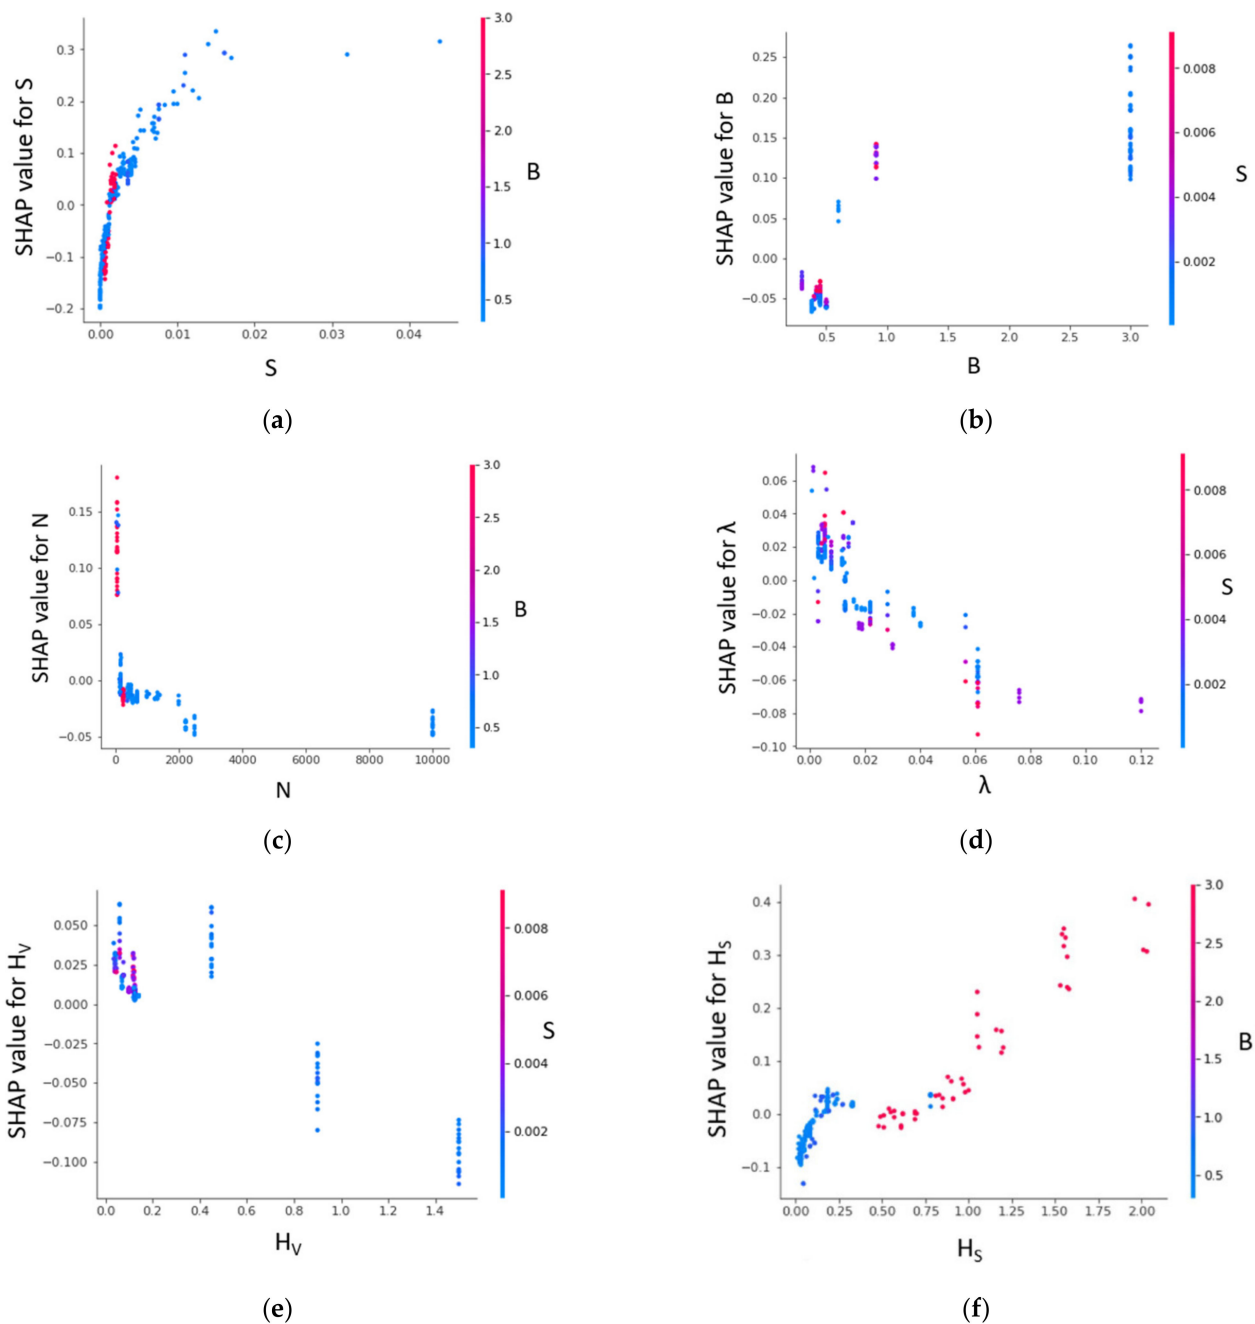 SHAP value for S
0.3
0.2
0.1
0.0
−0.1
−0.2
0.00 0.01 0.02 0.03 0.04
S
3.0
2.5
2.0
1.5
1.0
0.5
B
(a)
SHAP value for B
0.25
0.20
0.15
0.10
0.05
0.00
−0.05
0.5 1.0 1.5 2.0 2.5 3.0
B
0.008
0.006
0.004
0.002
S
(b)
SHAP value for N
0.15
0.10
0.05
0.00
−0.05
0 2000 4000 6000 8000 10000
N
3.0
2.5
2.0
1.5
1.0
0.5
B
(c)
SHAP value for λ
0.06
0.04
0.02
0.00
−0.02
−0.04
−0.06
−0.08
−0.10
0.00 0.02 0.04 0.06 0.08 0.10 0.12
λ
0.008
0.006
0.004
0.002
S
(d)
SHAP value for HV
0.050
0.025
0.000
−0.025
−0.050
−0.075
−0.100
0.0 0.2 0.4 0.6 0.8 1.0 1.2 1.4
HV
0.008
0.006
0.004
0.002
S
(e)
SHAP value for HS
0.4
0.3
0.2
0.1
0.0
−0.1
0.00 0.25 0.50 0.75 1.00 1.25 1.50 1.75 2.00
HS
3.0
2.5
2.0
1.5
1.0
0.5
B
(f)